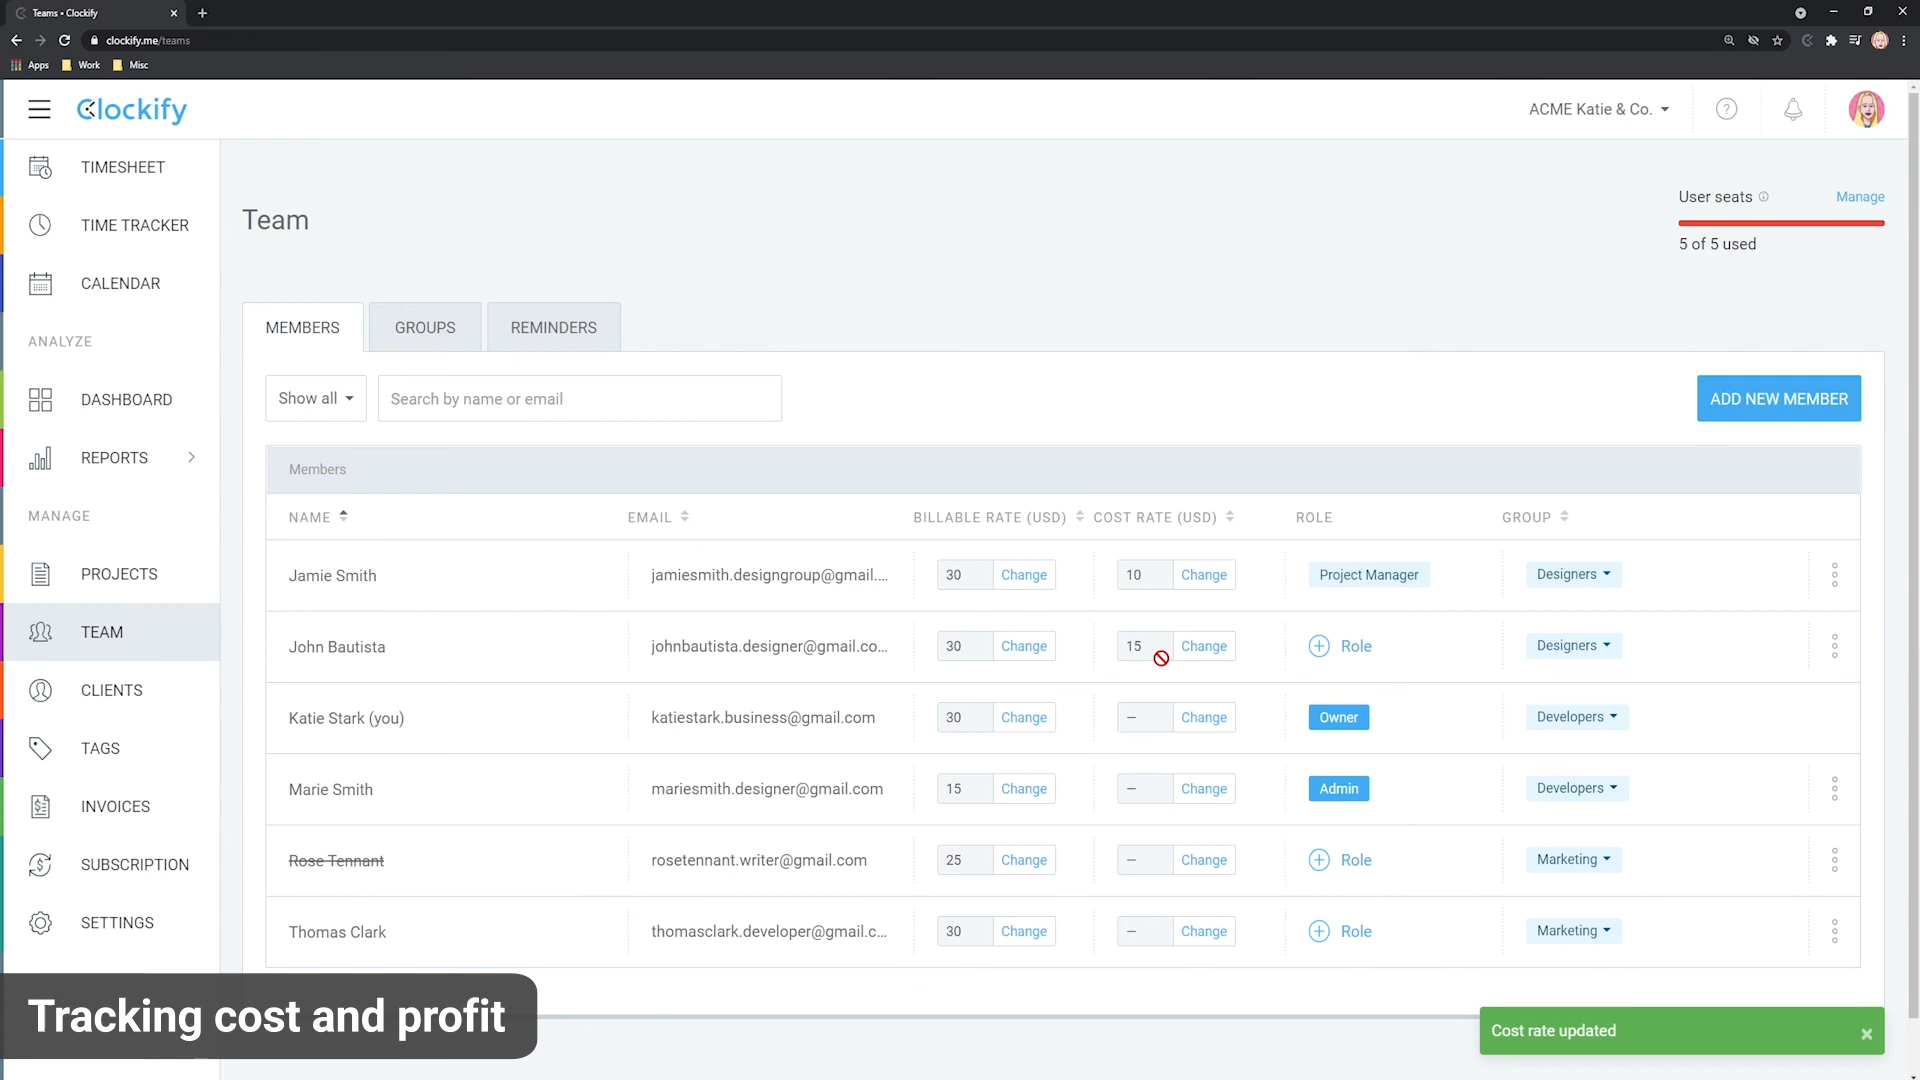 Teams • Clockify
clockify.me/teams
Apps
Work
Misc
Clockify
ACME Katie & Co.
TIMESHEET
TIME TRACKER
CALENDAR
ANALYZE
DASHBOARD
REPORTS
MANAGE
PROJECTS
TEAM
CLIENTS
TAGS
INVOICES
SUBSCRIPTION
SETTINGS
Team
User seats
Manage
5 of 5 used
MEMBERS GROUPS REMINDERS
Show all
Search by name or email
ADD NEW MEMBER
Members
NAME EMAIL BILLABLE RATE (USD) COST RATE (USD) ROLE GROUP
Jamie Smith jamiesmith.designgroup@gmail.... 30 Change 10 Change Project Manager Designers
John Bautista johnbautista.designer@gmail.co... 30 Change 15 Change Role Designers
Katie Stark (you) katiestark.business@gmail.com 30 Change – Change Owner Developers
Marie Smith mariesmith.designer@gmail.com 15 Change – Change Admin Developers
Rose Tennant rosetennant.writer@gmail.com 25 Change – Change Role Marketing
Thomas Clark thomasclark.developer@gmail.c... 30 Change – Change Role Marketing
Tracking cost and profit
Cost rate updated